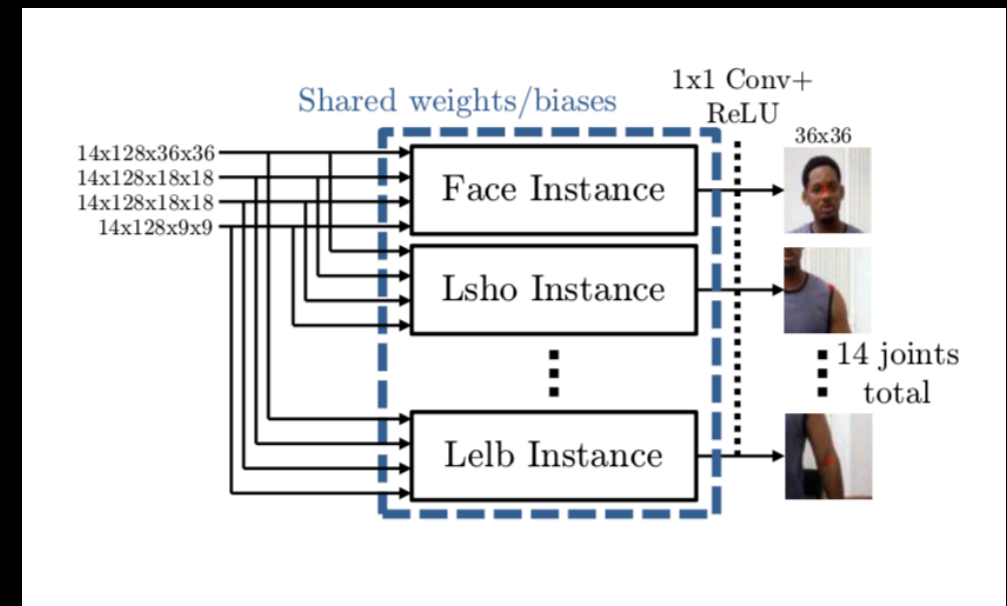 Shared weights/biases
1x1 Conv+
ReLU
36x36
14x128x36x36
14x128x18x18
14x128x18x18
14x128x9x9
Face Instance
Lsho Instance
14 joints
total
Lelb Instance